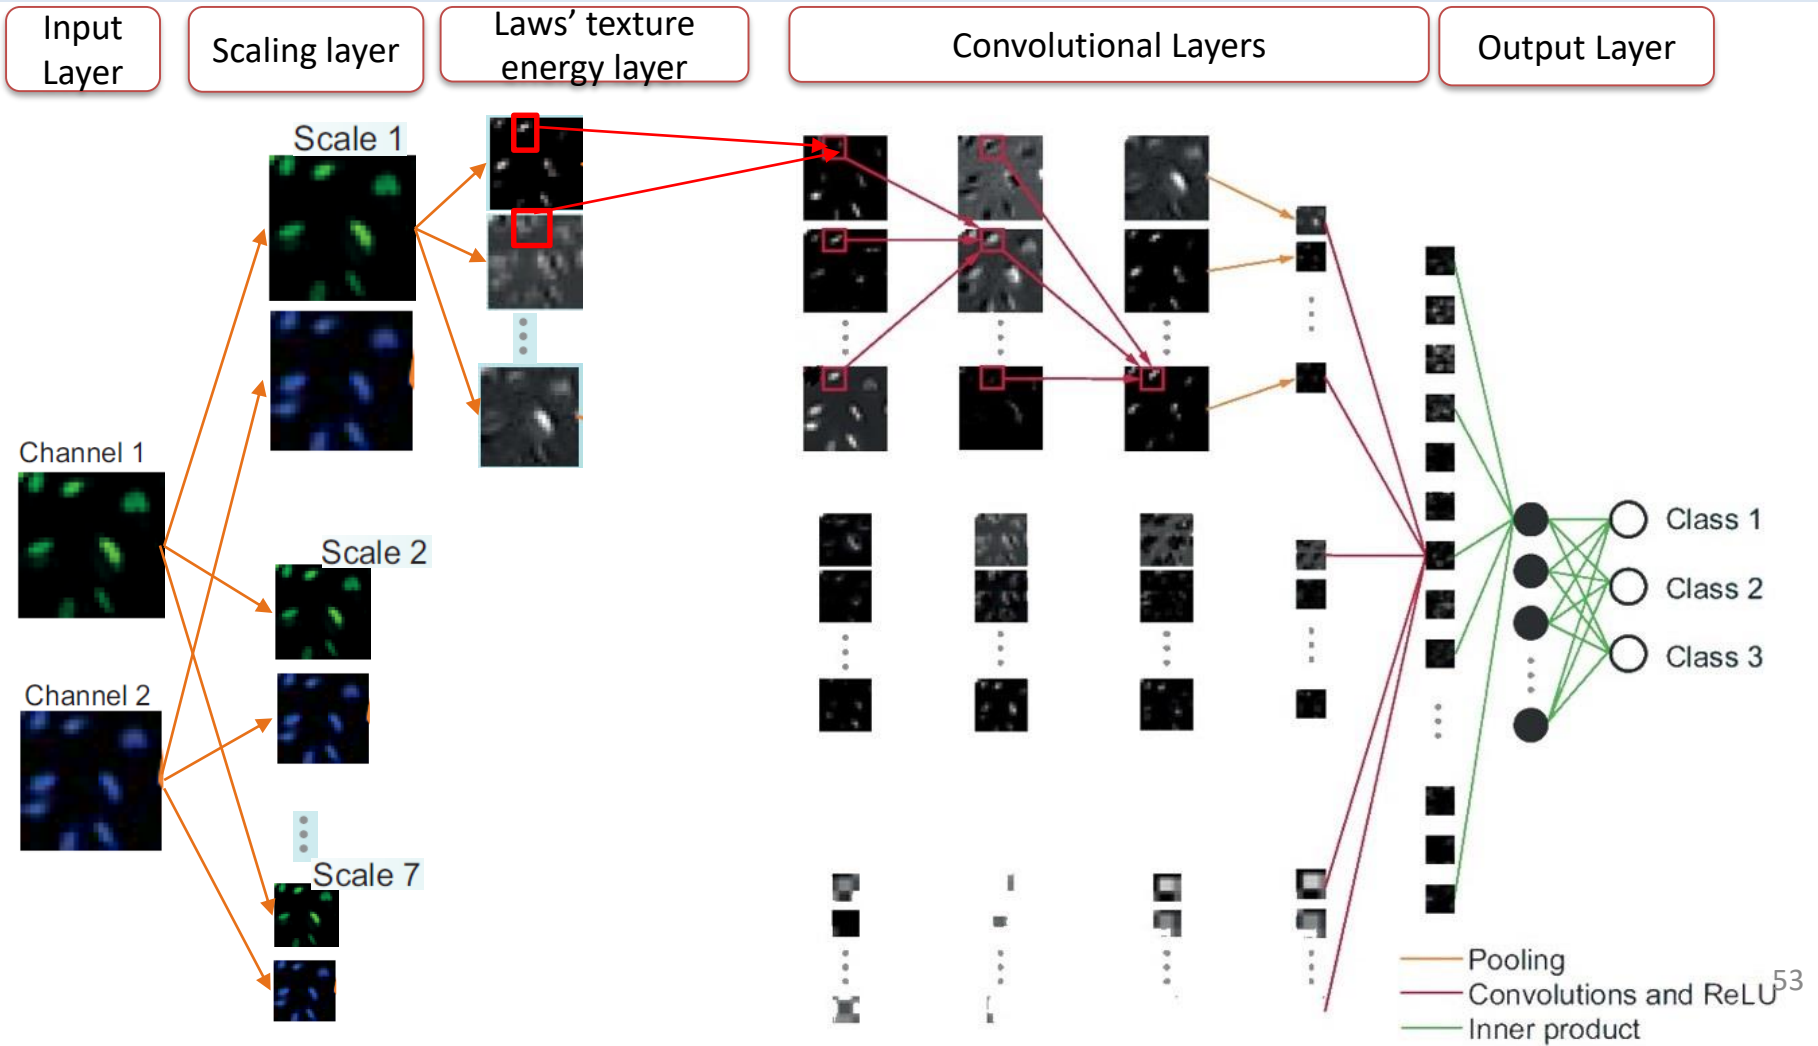 Input
Layer
Scaling layer
Laws’ texture
energy layer
Convolutional Layers
Output Layer
Scale 1
Channel 1
Scale 2
Channel 2
Scale 7
Class 1
Class 2
Class 3
Pooling
Convolutions and ReLU
Inner product
53